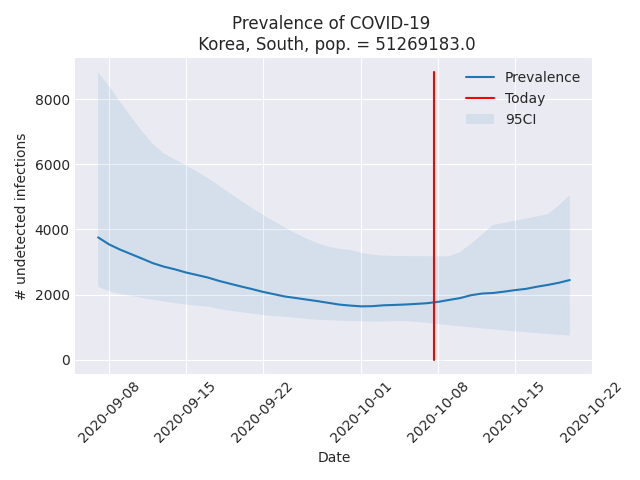 Prevalence of COVID-19
Korea, South, pop. = 51269183.0
Prevalence
Today
95CI
8000
6000
4000
2000
0
# undetected infections
2020-09-08
2020-09-15
2020-09-22
2020-10-01
2020-10-08
2020-10-15
2020-10-22
Date